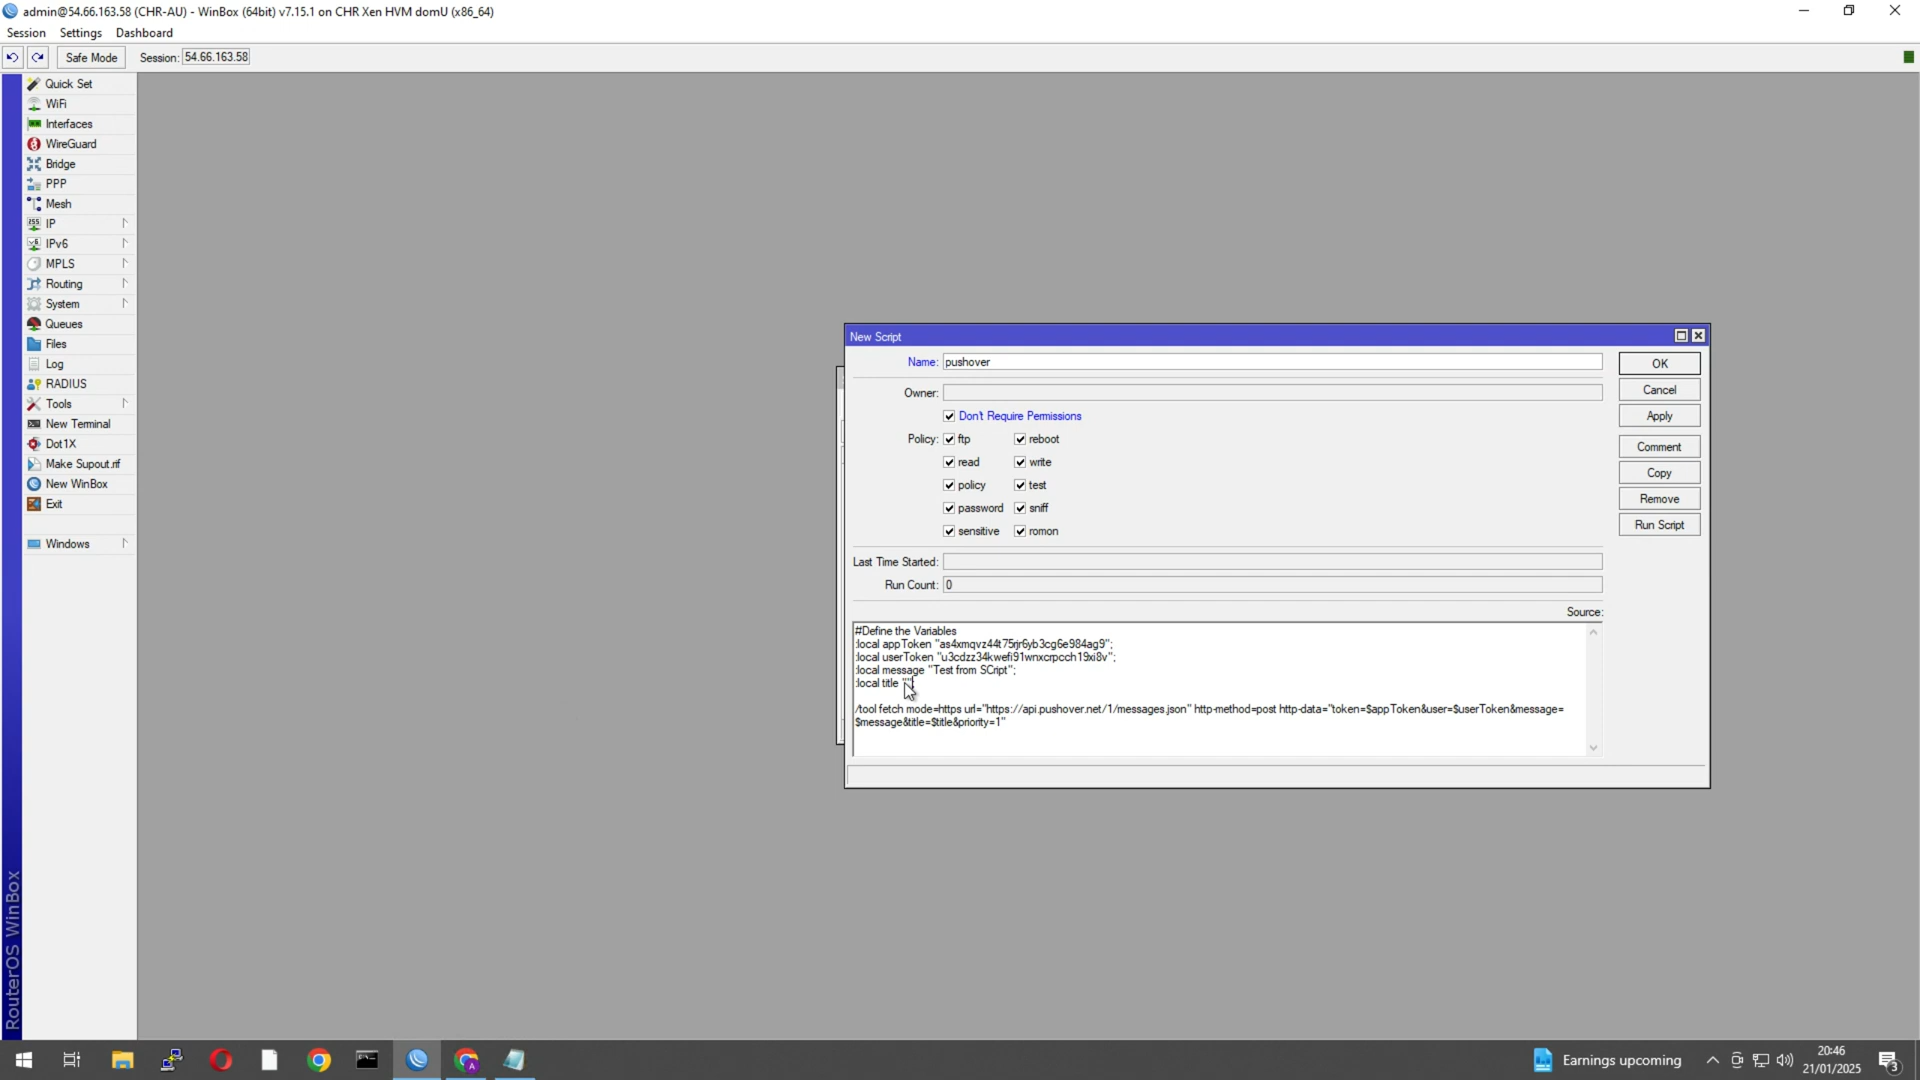 admin@54.66.163.58 (CHR-AU) - WinBox (64bit) v7.15.1 on CHR Xen HVM domU (x86_64)
Session Settings Dashboard
Safe Mode Session: 54.66.163.58
Quick Set
WiFi
Interfaces
WireGuard
Bridge
PPP
Mesh
IP
IPv6
MPLS
Routing
System
Queues
Files
Log
RADIUS
Tools
New Terminal
Dot1X
Make Supout.rif
New WinBox
Exit
Windows
RouterOS WinBox
New Script
Name: pushover
Owner:
Don't Require Permissions
Policy: ftp reboot
read write
policy test
password sniff
sensitive romon
Last Time Started:
Run Count: 0
Source:
#Define the Variables
:local appToken "as4xmqvz44t75rjr6yb3cg6e984ag9";
:local userToken "u3cdzz34kwefi91wnxcrpcch19xi8v";
:local message "Test from SCript";
:local title "";
/tool fetch mode=https url="https://api.pushover.net/1/messages.json" http-method=post http-data="token=$appToken&user=$userToken&message=
$message&title=$title&priority=1"
OK
Cancel
Apply
Comment
Copy
Remove
Run Script
Earnings upcoming
20:46
21/01/2025
3